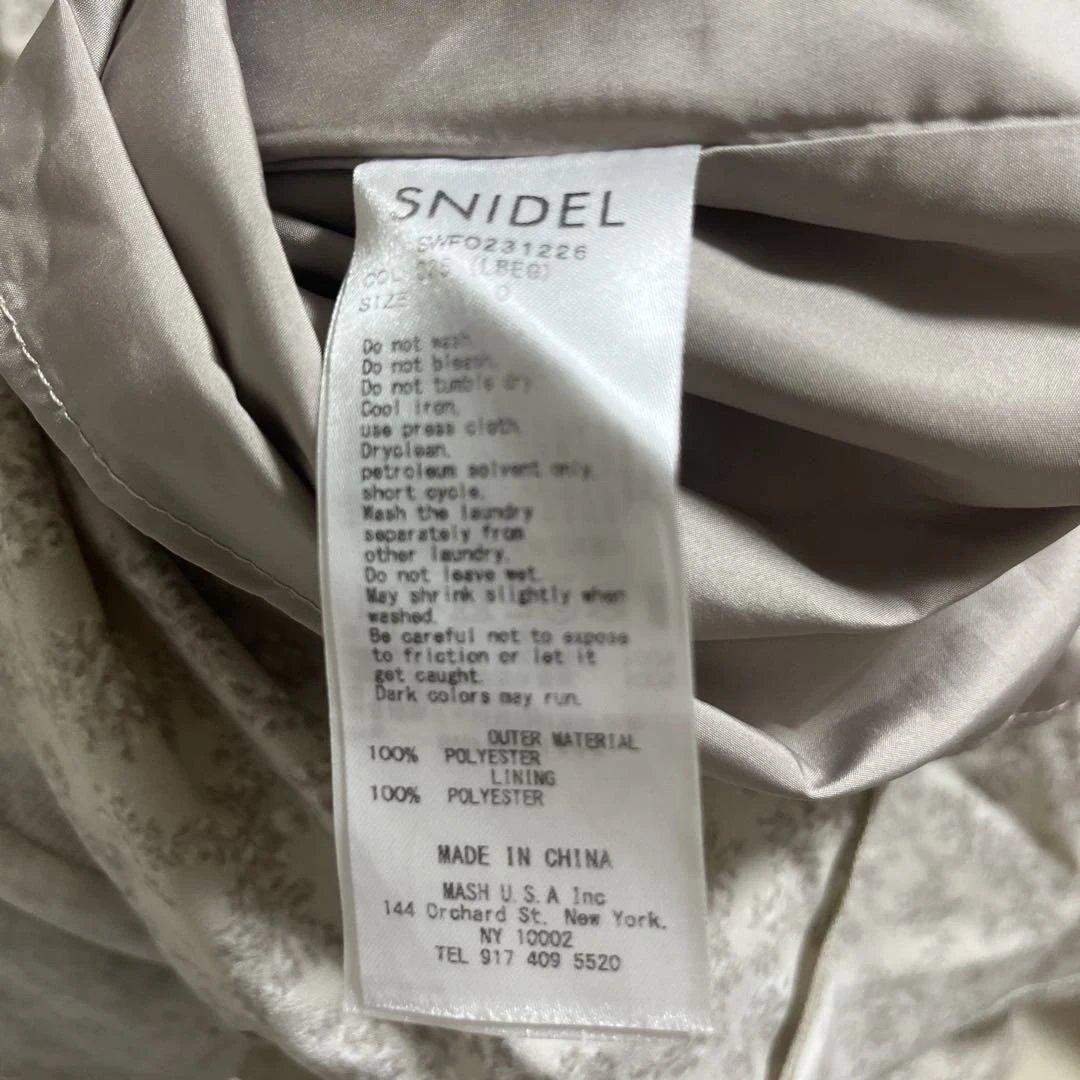 SNIDEL
SWFO231226
COL 025 (LBEG)
SIZE 0
Do not wash.
Do not bleach.
Do not tumble dry
Cool iron,
use press cloth.
Dryclean,
petroleum solvent only,
short cycle.
Wash the laundry
separately from
other laundry.
Do not leave wet.
May shrink slightly when
washed.
Be careful not to expose
to friction or let it
get caught.
Dark colors may run.
OUTER MATERIAL
100% POLYESTER
LINING
100% POLYESTER
MADE IN CHINA
MASH U.S.A Inc
144 Orchard St. New York,
NY 10002
TEL 917 409 5520